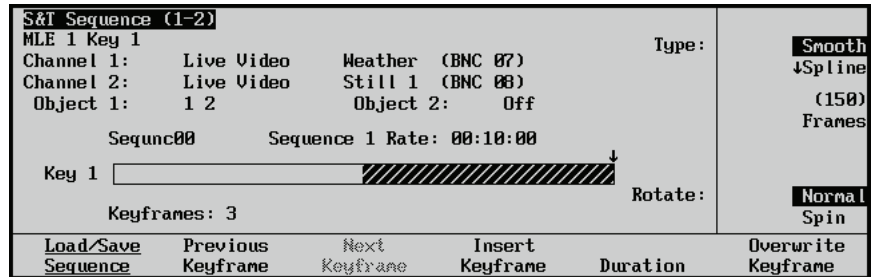 S&T Sequence (1-2)
MLE 1 Key 1
Type:
Smooth
Channel 1: Live Video Weather (BNC 07)
↓Spline
Channel 2: Live Video Still 1 (BNC 08)
(150)
Object 1: 1 2 Object 2: Off
Frames
Sequnc00 Sequence 1 Rate: 00:10:00
↓
Key 1
Rotate:
Normal
Keyframes: 3
Spin
Load/Save Previous Next Insert Overwrite
Sequence Keyframe Keyframe Keyframe Duration Keyframe